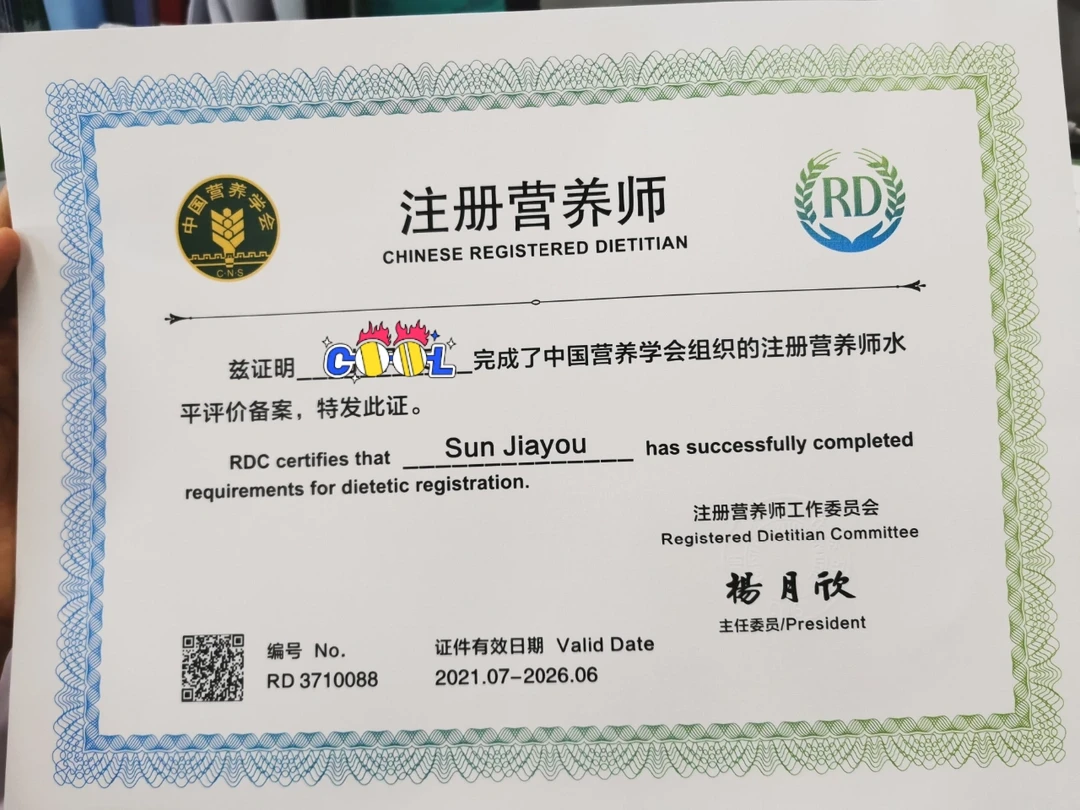 中国营养学会
C·N·S
RD
注册营养师
CHINESE REGISTERED DIETITIAN
兹证明 COOL 完成了中国营养学会组织的注册营养师水
平评价备案，特发此证。
RDC certifies that Sun Jiayou has successfully completed
requirements for dietetic registration.
注册营养师工作委员会
Registered Dietitian Committee
楊月欣
主任委员/President
编号 No.
RD 3710088
证件有效日期 Valid Date
2021.07-2026.06